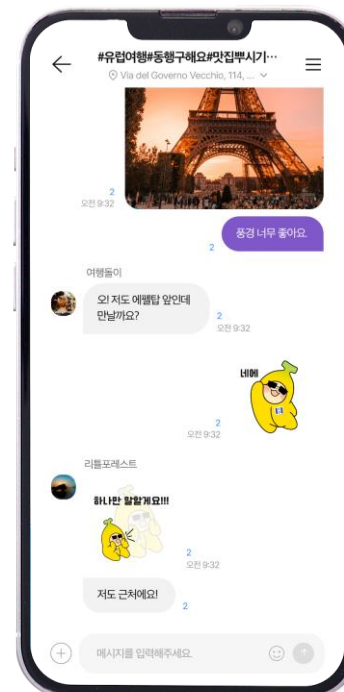 #유럽여행#동행구해요#맛집뿌시기…
Via del Governo Vecchio, 114, ...
2
오전 9:32
풍경 너무 좋아요
2
여행돌이
오! 저도 에펠탑 앞인데
만날까요?
2
오전 9:32
네에
2
오전 9:32
리틀포레스트
하나만 말할게요!!!
2
오전 9:32
저도 근처에요!
2
메시지를 입력해주세요.